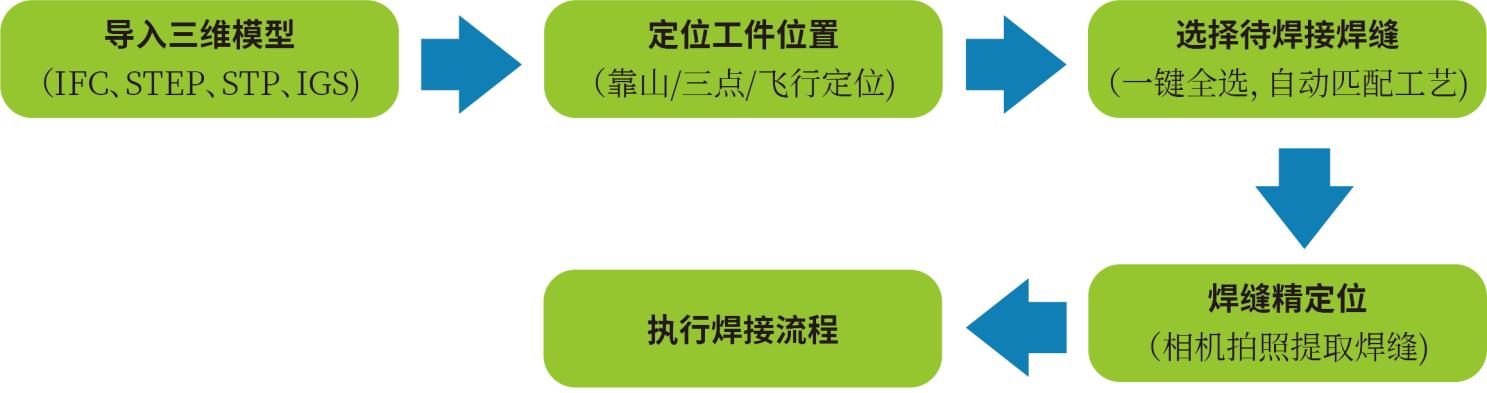 导入三维模型
（IFC、STEP、STP、IGS)
定位工件位置
（靠山/三点/飞行定位)
选择待焊接焊缝
（一键全选, 自动匹配工艺)
焊缝精定位
（相机拍照提取焊缝)
执行焊接流程